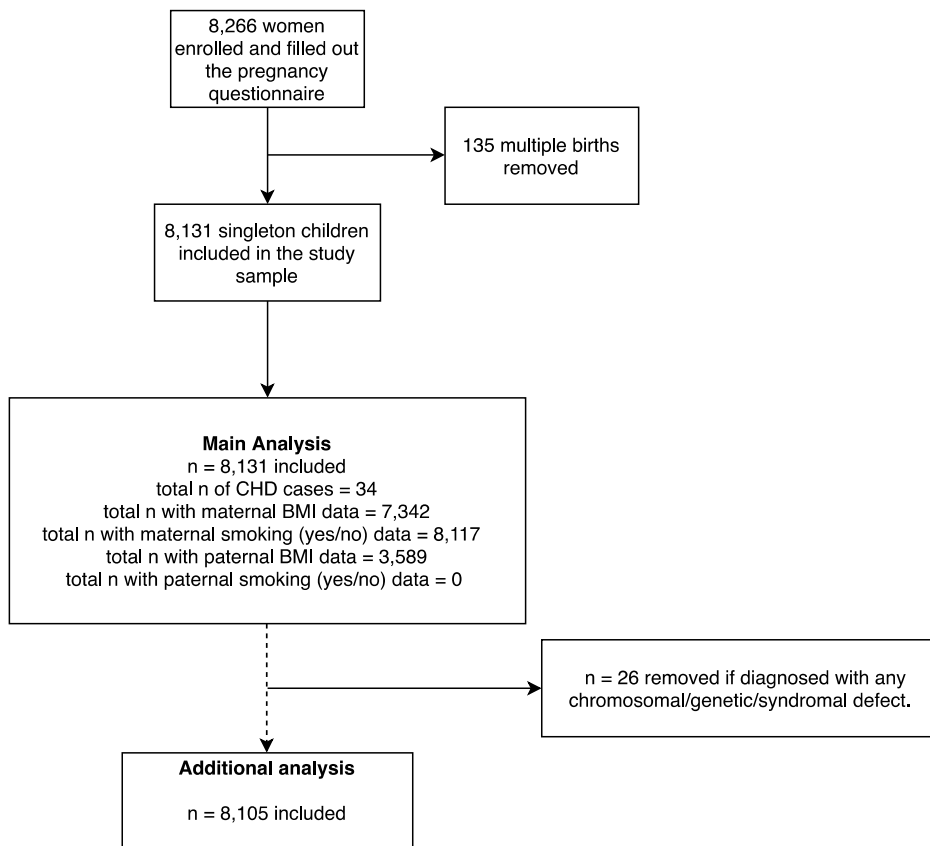 8,266 women
enrolled and filled out
the pregnancy
questionnaire
135 multiple births
removed
8,131 singleton children
included in the study
sample
Main Analysis
n = 8,131 included
total n of CHD cases = 34
total n with maternal BMI data = 7,342
total n with maternal smoking (yes/no) data = 8,117
total n with paternal BMI data = 3,589
total n with paternal smoking (yes/no) data = 0
n = 26 removed if diagnosed with any
chromosomal/genetic/syndromal defect.
Additional analysis
n = 8,105 included